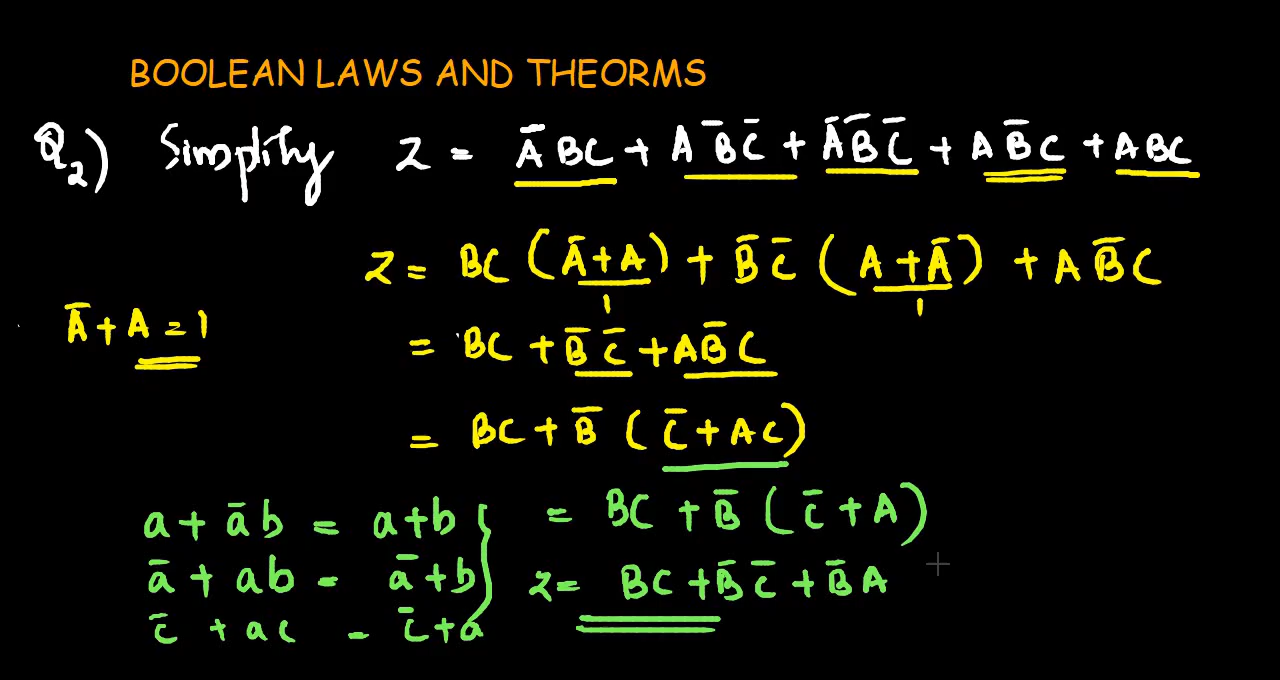 BOOLEAN LAWS AND THEORMS
Q2) Simplify Z = A̅BC + AB̅C̅ + A̅B̅C̅ + AB̅C + ABC
Z = BC (A̅ + A) + B̅C̅ (A + A̅) + AB̅C
1 1
A̅ + A = 1
= BC + B̅C̅ + AB̅C
= BC + B̅ (C̅ + AC)
a + a̅b = a + b
a̅ + ab = a̅ + b
c̅ + ac = c̅ + a
= BC + B̅ (C̅ + A)
Z = BC + B̅C̅ + B̅A